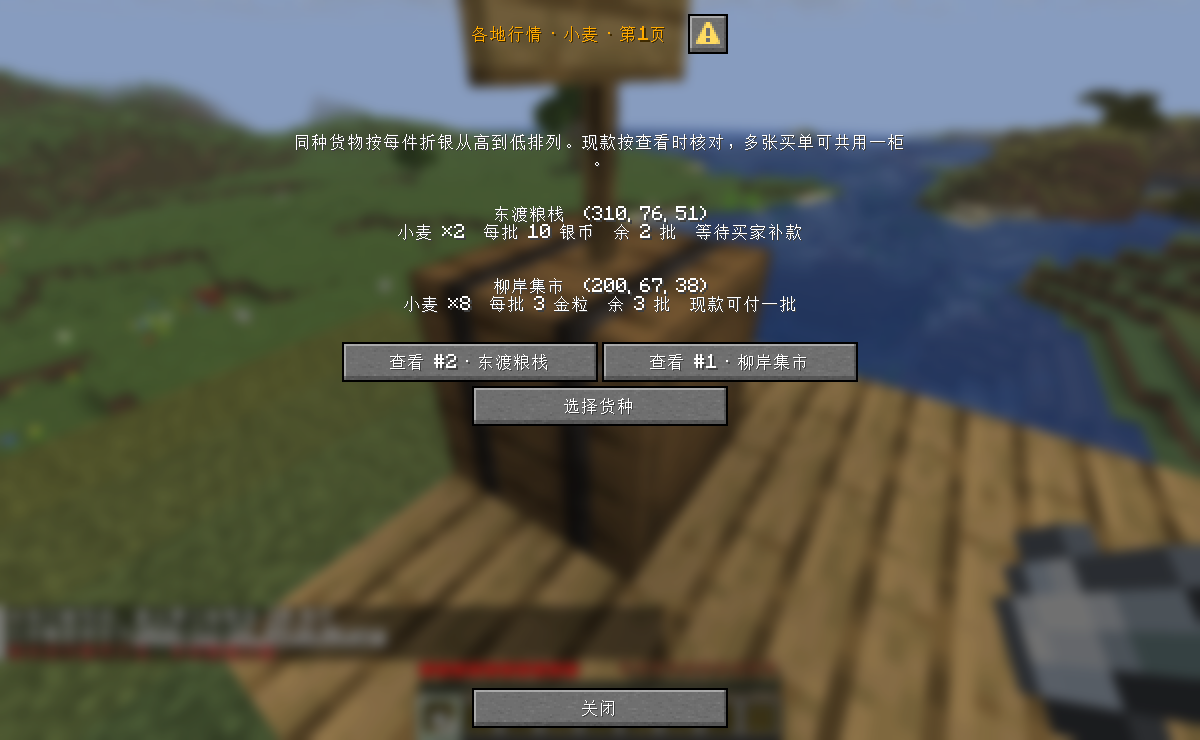 各地行情 · 小麦 · 第1页
同种货物按每件折银从高到低排列。现款按查看时核对，多张买单可共用一柜
。
东渡粮栈 (310, 76, 51)
小麦 ×2 每批 10 银币 余 2 批 等待买家补款
柳岸集市 (200, 67, 38)
小麦 ×8 每批 3 金粒 余 3 批 现款可付一批
查看 #2 · 东渡粮栈
查看 #1 · 柳岸集市
选择货种
关闭